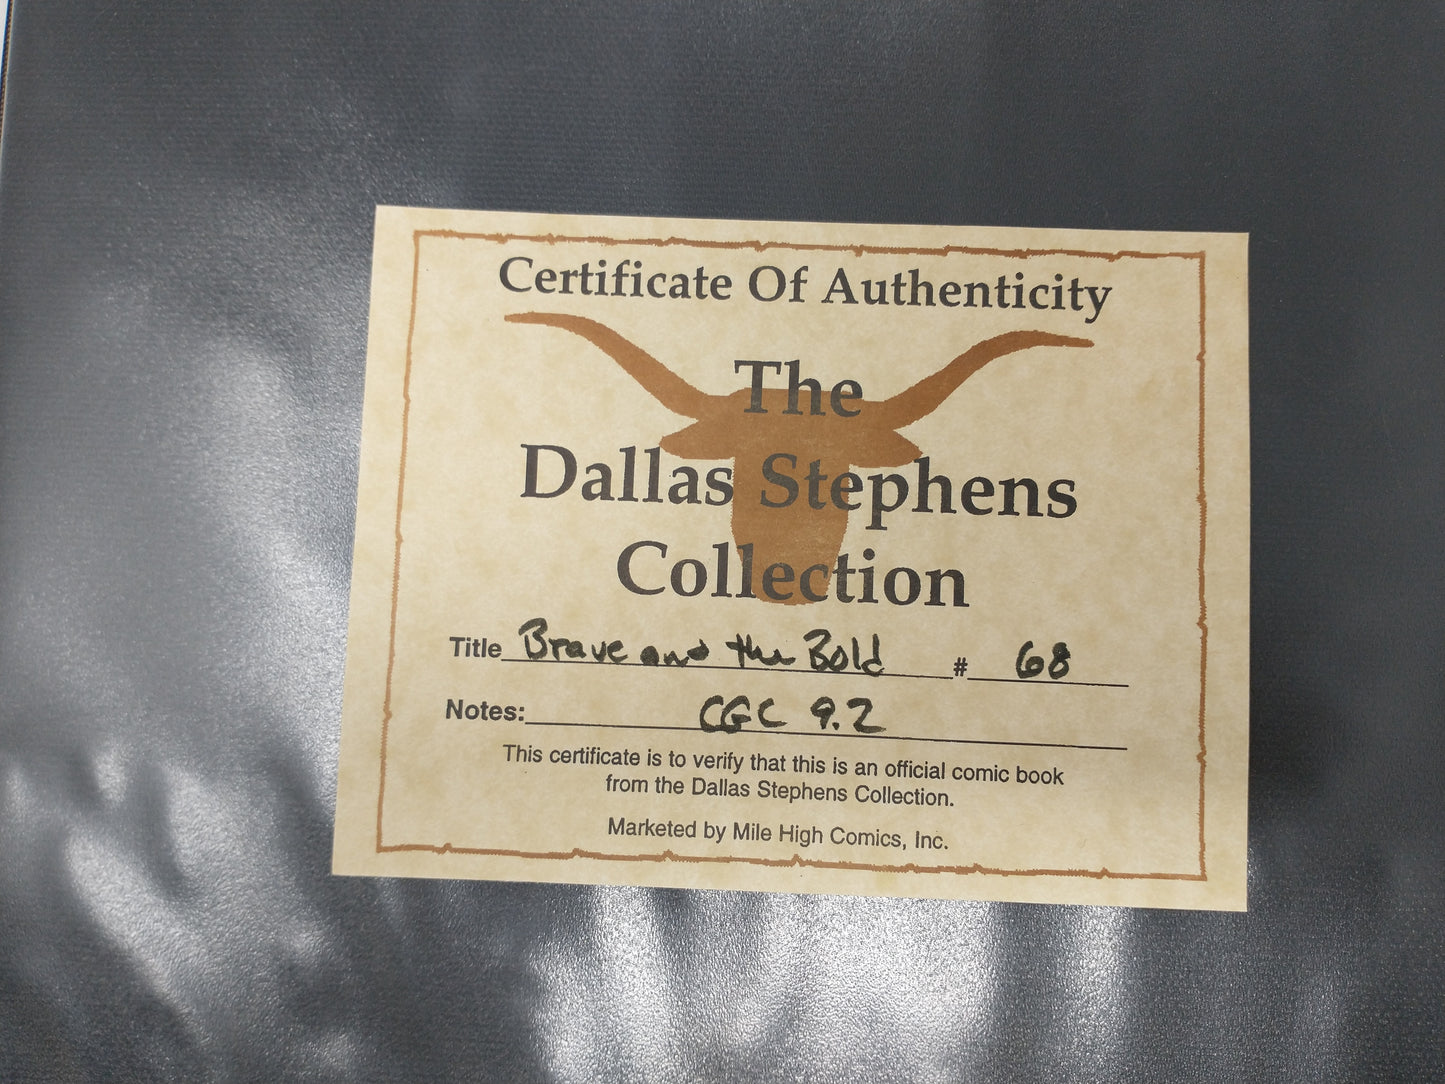 Certificate Of Authenticity
The
Dallas Stephens
Collection
Title Brave and the Bold # 68
Notes: CGC 9.2
This certificate is to verify that this is an official comic book
from the Dallas Stephens Collection.
Marketed by Mile High Comics, Inc.